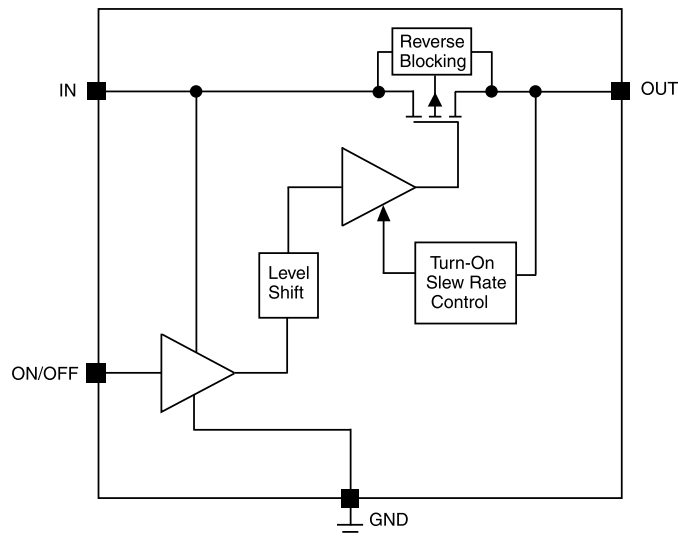 Reverse
Blocking
IN
OUT
Level
Shift
Turn-On
Slew Rate
Control
ON/OFF
GND